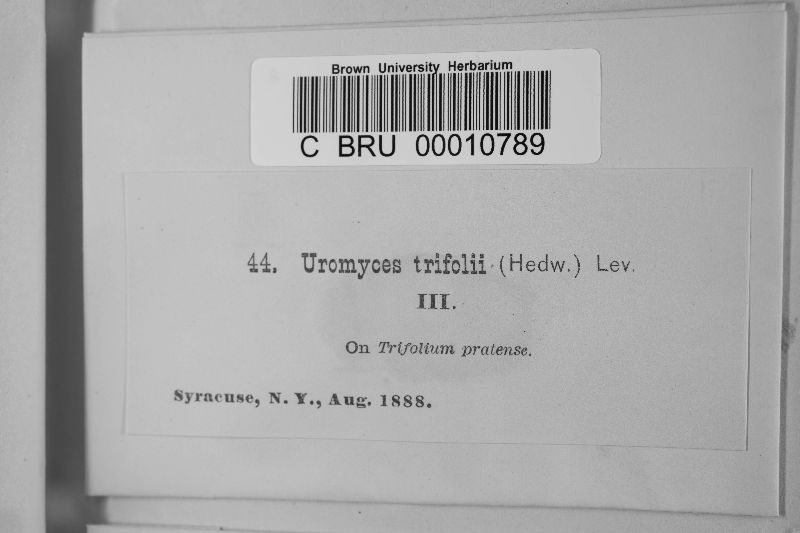 Brown University Herbarium
C BRU 00010789
44. Uromyces trifolii (Hedw.) Lev.
III.
On Trifolium pratense.
Syracuse, N. Y., Aug. 1888.